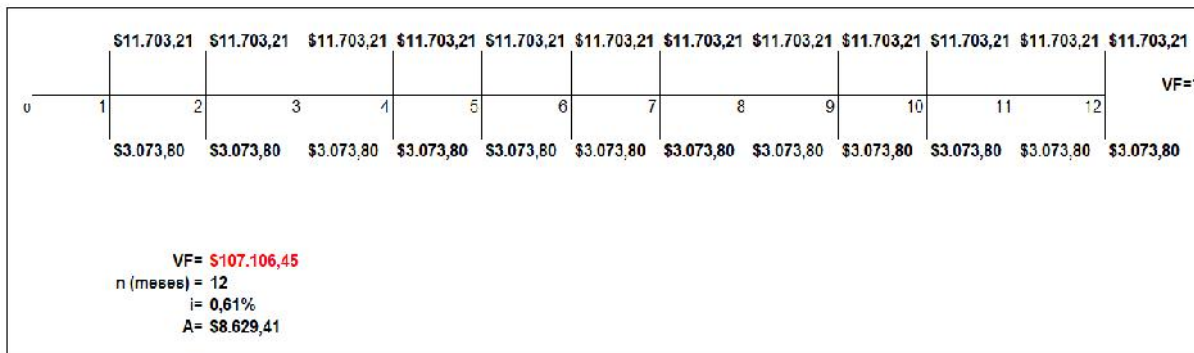 $11.703,21 $11.703,21 $11.703,21 $11.703,21 $11.703,21 $11.703,21 $11.703,21 $11.703,21 $11.703,21 $11.703,21 $11.703,21 $11.703,21
VF=
0 1 2 3 4 5 6 7 8 9 10 11 12
$3.073,80 $3.073,80 $3.073,80 $3.073,80 $3.073,80 $3.073,80 $3.073,80 $3.073,80 $3.073,80 $3.073,80 $3.073,80 $3.073,80
VF= $107.106,45
n (meses) = 12
i= 0,61%
A= $8.629,41